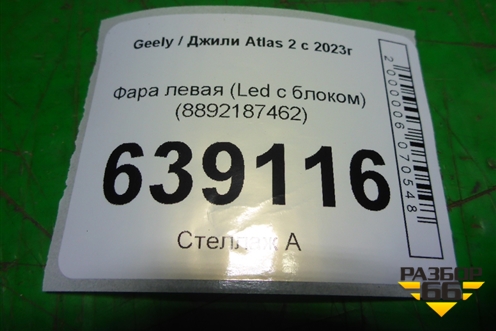 Geely / Джили Atlas 2 с 2023г
Фара левая (Led с блоком)
(8892187462)
639116
Стеллаж А
2000006070548
РАЗБОР
66